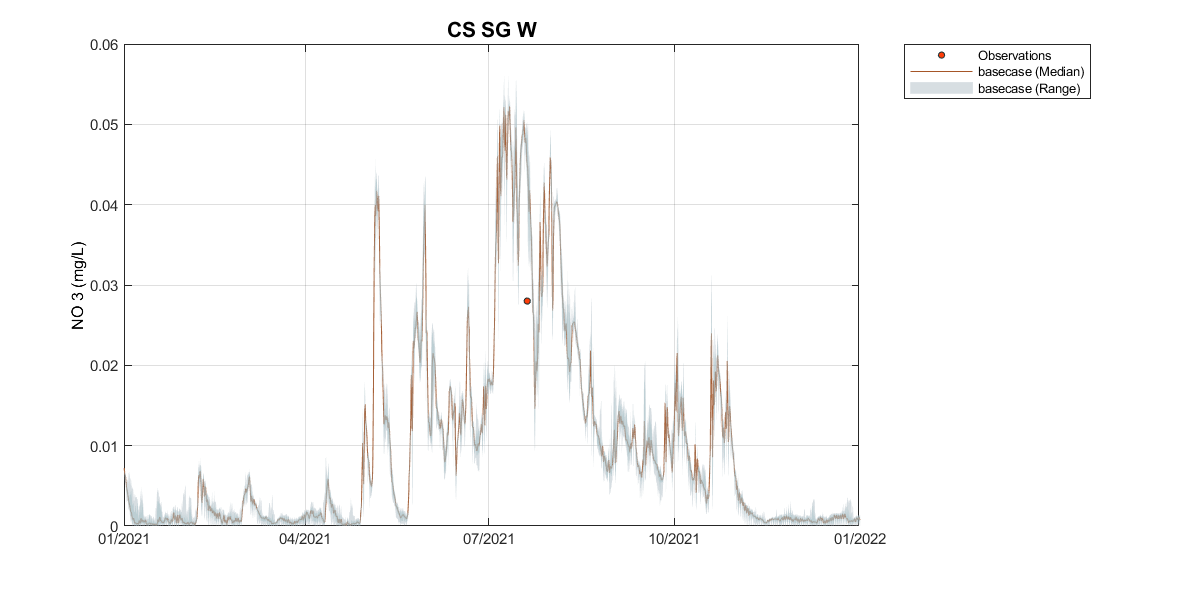 CS SG W
0.06
0.05
0.04
0.03
0.02
0.01
0
NO 3 (mg/L)
01/2021
04/2021
07/2021
10/2021
01/2022
Observations
basecase (Median)
basecase (Range)